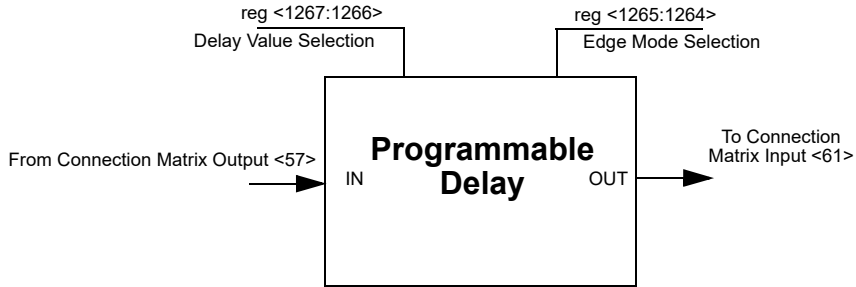 reg <1267:1266>
Delay Value Selection
reg <1265:1264>
Edge Mode Selection
From Connection Matrix Output <57>
IN
Programmable
Delay
OUT
To Connection
Matrix Input <61>